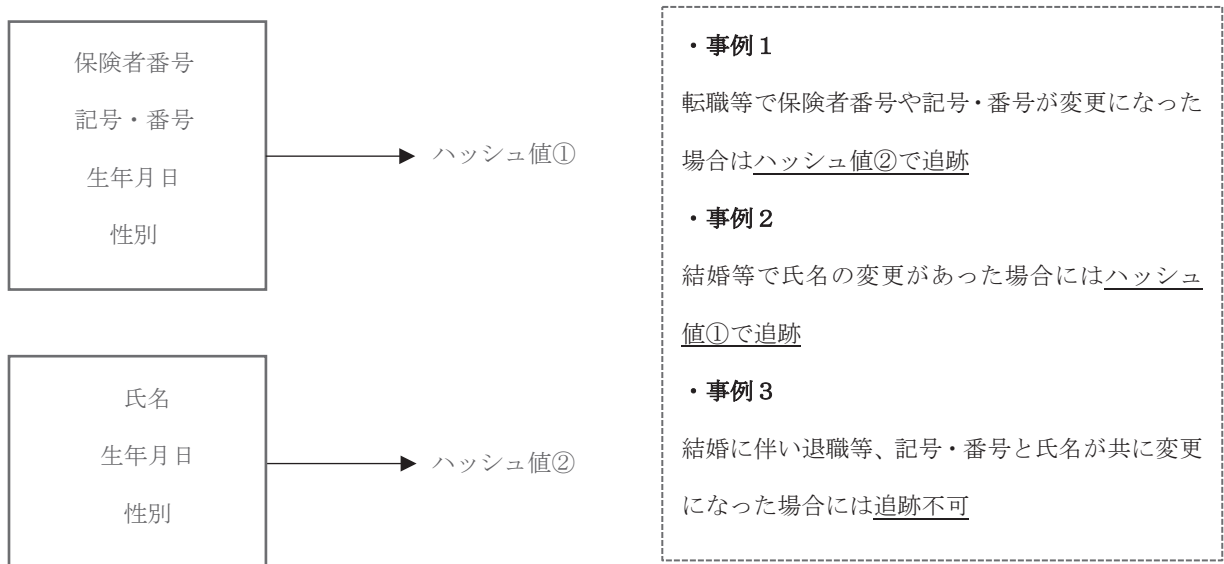 保険者番号
記号・番号
生年月日
性別
ハッシュ値①
氏名
生年月日
性別
ハッシュ値②
・事例1
転職等で保険者番号や記号・番号が変更になった
場合はハッシュ値②で追跡
・事例2
結婚等で氏名の変更があった場合にはハッシュ
値①で追跡
・事例3
結婚に伴い退職等、記号・番号と氏名が共に変更
になった場合には追跡不可